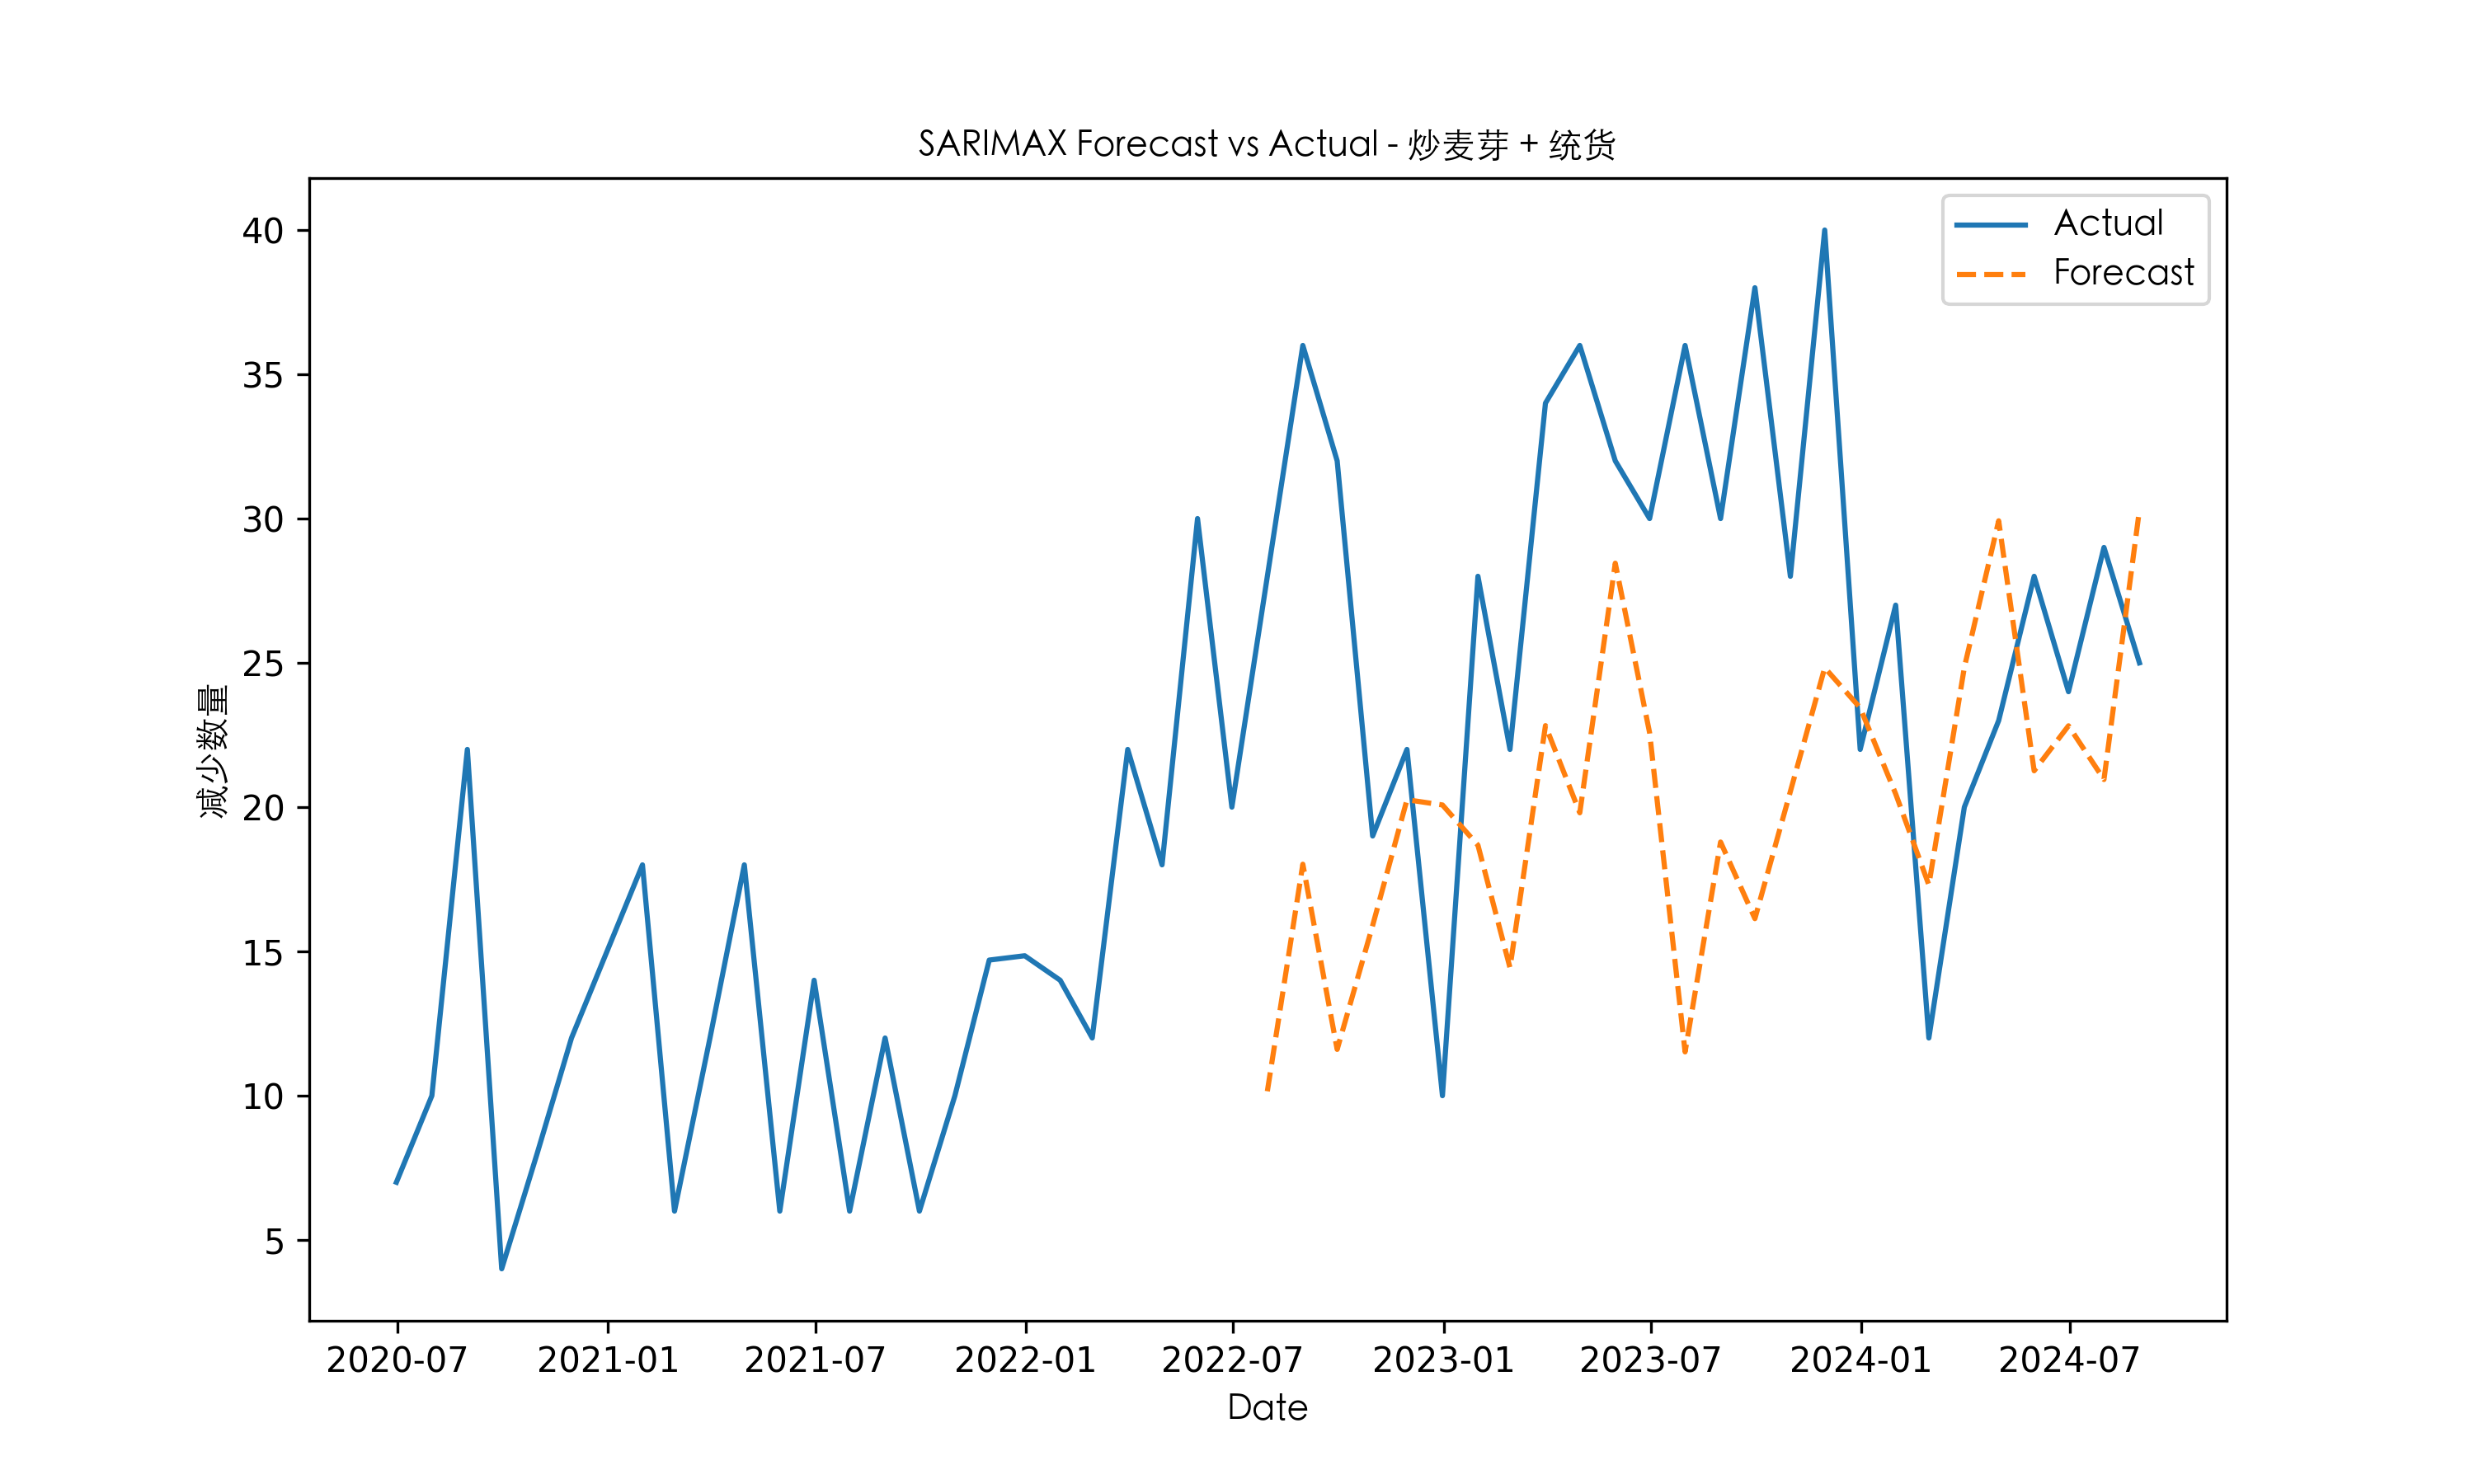 SARIMAX Forecast vs Actual - 炒麦芽 + 统货
Actual
Forecast
减少数量
40
35
30
25
20
15
10
5
2020-07 2021-01 2021-07 2022-01 2022-07 2023-01 2023-07 2024-01 2024-07
Date